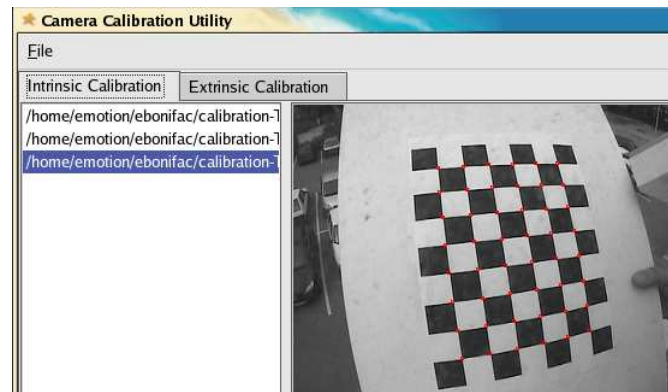 Camera Calibration Utility
File
Intrinsic Calibration
Extrinsic Calibration
/home/emotion/ebonifac/calibration-T
/home/emotion/ebonifac/calibration-T
/home/emotion/ebonifac/calibration-T